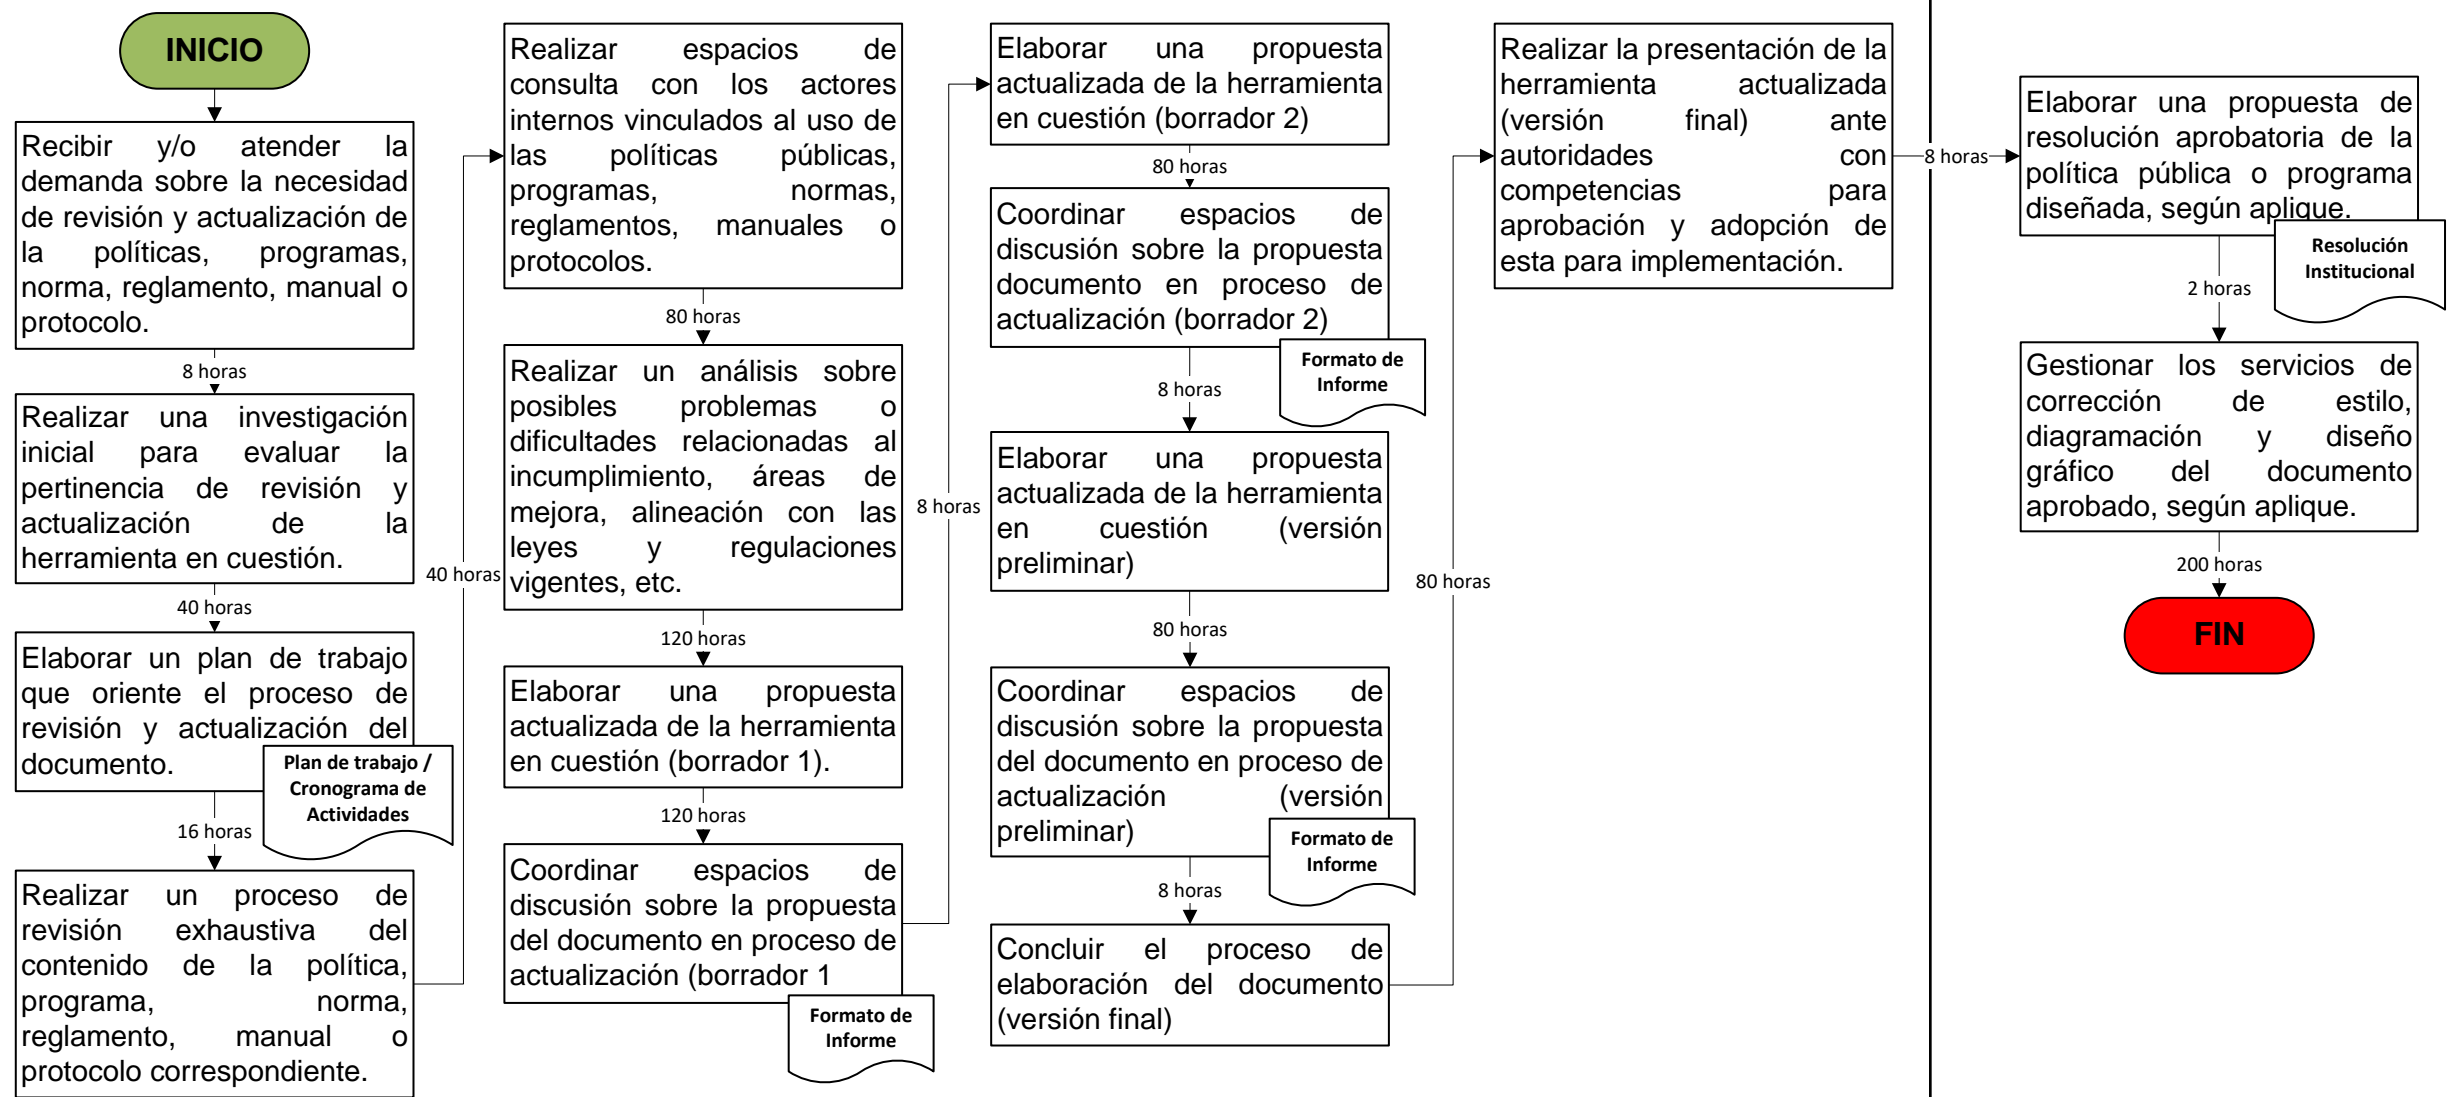 INICIO
Recibir y/o atender la
demanda sobre la necesidad
de revisión y actualización de
la políticas, programas,
norma, reglamento, manual o
protocolo.
8 horas
Realizar una investigación
inicial para evaluar la
pertinencia de revisión y
actualización de la
herramienta en cuestión.
40 horas
Elaborar un plan de trabajo
que oriente el proceso de
revisión y actualización del
documento.
Plan de trabajo /
Cronograma de
Actividades
16 horas
Realizar un proceso de
revisión exhaustiva del
contenido de la política,
programa, norma,
reglamento, manual o
protocolo correspondiente.
40 horas
Realizar espacios de
consulta con los actores
internos vinculados al uso de
las políticas públicas,
programas, normas,
reglamentos, manuales o
protocolos.
80 horas
Realizar un análisis sobre
posibles problemas o
dificultades relacionadas al
incumplimiento, áreas de
mejora, alineación con las
leyes y regulaciones
vigentes, etc.
120 horas
Elaborar una propuesta
actualizada de la herramienta
en cuestión (borrador 1).
120 horas
Coordinar espacios de
discusión sobre la propuesta
del documento en proceso de
actualización (borrador 1
Formato de
Informe
8 horas
Elaborar una propuesta
actualizada de la herramienta
en cuestión (borrador 2)
80 horas
Coordinar espacios de
discusión sobre la propuesta
documento en proceso de
actualización (borrador 2)
Formato de
Informe
8 horas
Elaborar una propuesta
actualizada de la herramienta
en cuestión (versión
preliminar)
80 horas
Coordinar espacios de
discusión sobre la propuesta
del documento en proceso de
actualización (versión
preliminar)
Formato de
Informe
8 horas
Concluir el proceso de
elaboración del documento
(versión final)
80 horas
Realizar la presentación de la
herramienta actualizada
(versión final) ante
autoridades con
competencias para
aprobación y adopción de
esta para implementación.
8 horas
Elaborar una propuesta de
resolución aprobatoria de la
política pública o programa
diseñada, según aplique.
Resolución
Institucional
2 horas
Gestionar los servicios de
corrección de estilo,
diagramación y diseño
gráfico del documento
aprobado, según aplique.
200 horas
FIN